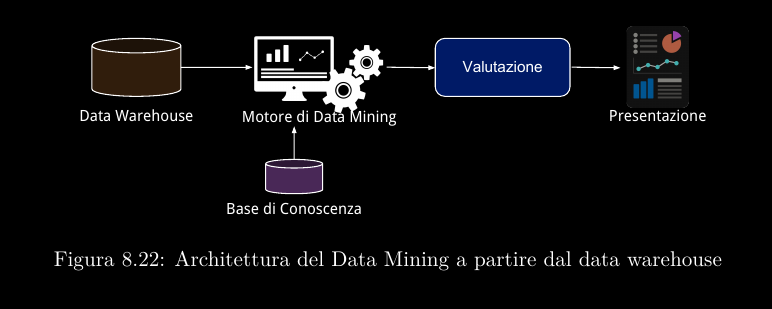 Data Warehouse
Motore di Data Mining
Valutazione
Presentazione
Base di Conoscenza
Figura 8.22: Architettura del Data Mining a partire dal data warehouse